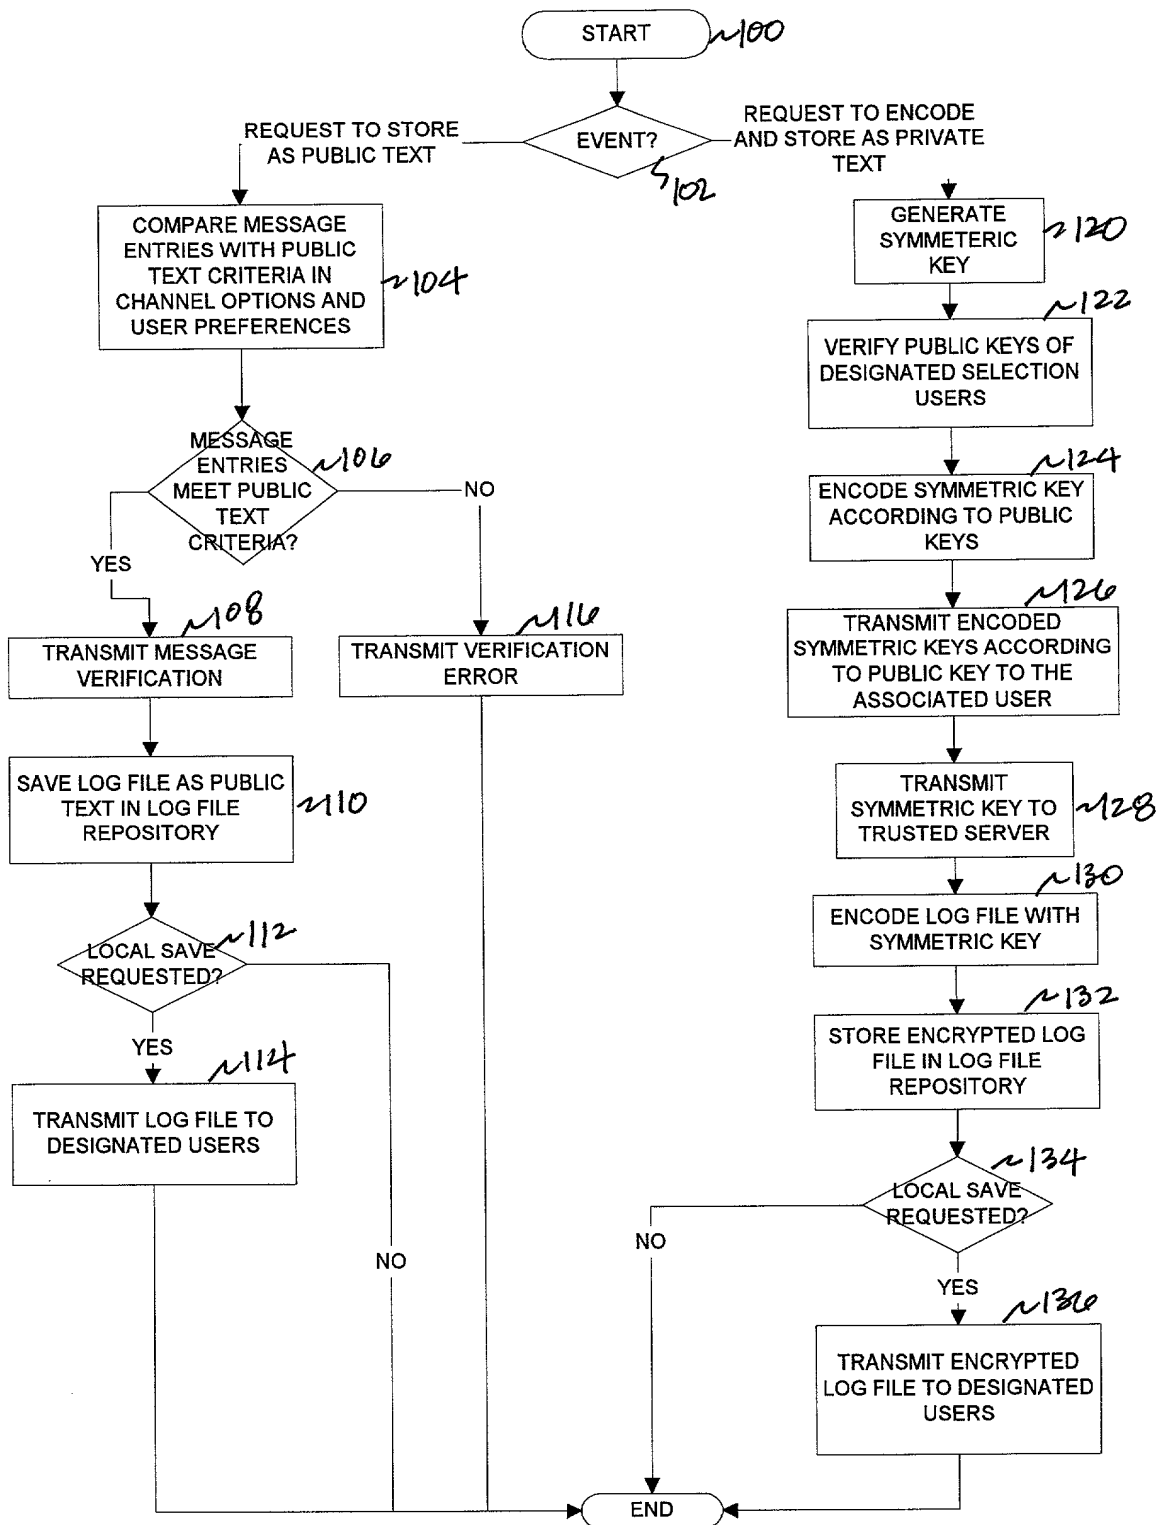 START
~100
EVENT?
102
REQUEST TO STORE
AS PUBLIC TEXT
REQUEST TO ENCODE
AND STORE AS PRIVATE
TEXT
COMPARE MESSAGE
ENTRIES WITH PUBLIC
TEXT CRITERIA IN
CHANNEL OPTIONS AND
USER PREFERENCES
~104
MESSAGE
ENTRIES
MEET PUBLIC
TEXT
CRITERIA?
~106
YES
NO
TRANSMIT MESSAGE
VERIFICATION
~108
TRANSMIT VERIFICATION
ERROR
~116
SAVE LOG FILE AS PUBLIC
TEXT IN LOG FILE
REPOSITORY
~110
LOCAL SAVE
REQUESTED?
~112
YES
NO
TRANSMIT LOG FILE TO
DESIGNATED USERS
~114
GENERATE
SYMMETERIC
KEY
~120
VERIFY PUBLIC KEYS OF
DESIGNATED SELECTION
USERS
~122
ENCODE SYMMETRIC KEY
ACCORDING TO PUBLIC
KEYS
~124
TRANSMIT ENCODED
SYMMETRIC KEYS ACCORDING
TO PUBLIC KEY TO THE
ASSOCIATED USER
~126
TRANSMIT
SYMMETRIC KEY TO
TRUSTED SERVER
~128
ENCODE LOG FILE WITH
SYMMETRIC KEY
~130
STORE ENCRYPTED LOG
FILE IN LOG FILE
REPOSITORY
~132
LOCAL SAVE
REQUESTED?
~134
NO
YES
TRANSMIT ENCRYPTED
LOG FILE TO DESIGNATED
USERS
~136
END